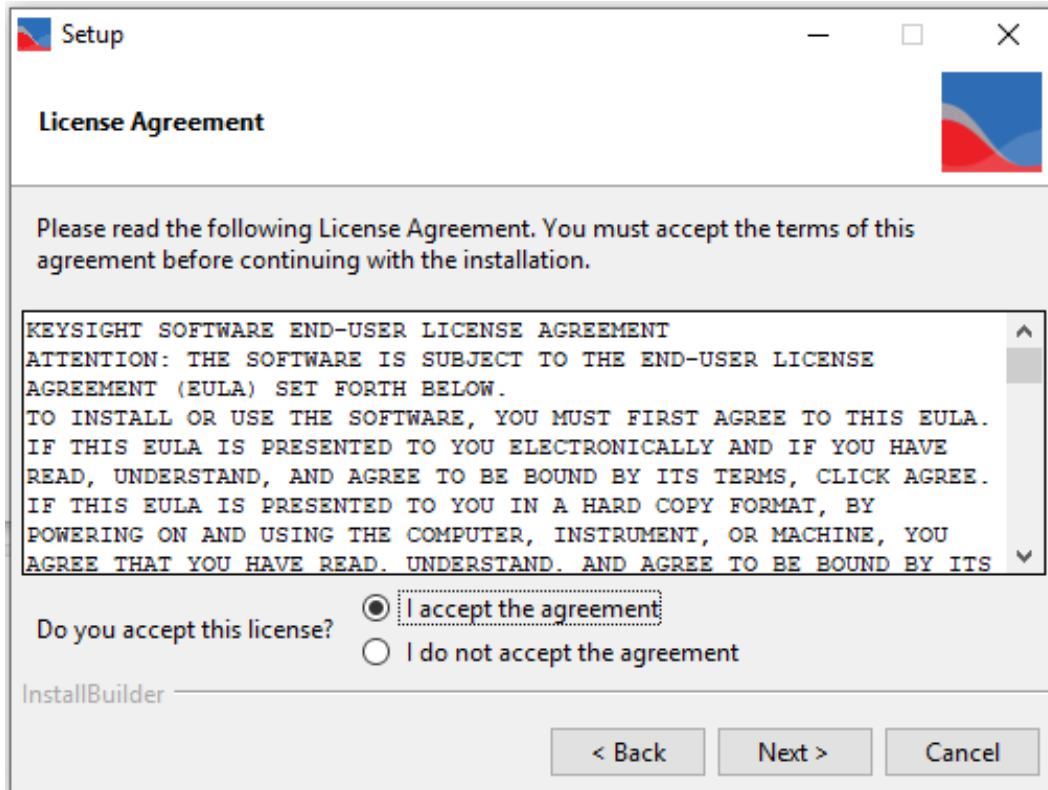 Setup
License Agreement
Please read the following License Agreement. You must accept the terms of this
agreement before continuing with the installation.
KEYSIGHT SOFTWARE END-USER LICENSE AGREEMENT
ATTENTION: THE SOFTWARE IS SUBJECT TO THE END-USER LICENSE
AGREEMENT (EULA) SET FORTH BELOW.
TO INSTALL OR USE THE SOFTWARE, YOU MUST FIRST AGREE TO THIS EULA.
IF THIS EULA IS PRESENTED TO YOU ELECTRONICALLY AND IF YOU HAVE
READ, UNDERSTAND, AND AGREE TO BE BOUND BY ITS TERMS, CLICK AGREE.
IF THIS EULA IS PRESENTED TO YOU IN A HARD COPY FORMAT, BY
POWERING ON AND USING THE COMPUTER, INSTRUMENT, OR MACHINE, YOU
AGREE THAT YOU HAVE READ, UNDERSTAND, AND AGREE TO BE BOUND BY ITS
Do you accept this license?
I accept the agreement
I do not accept the agreement
InstallBuilder
< Back
Next >
Cancel